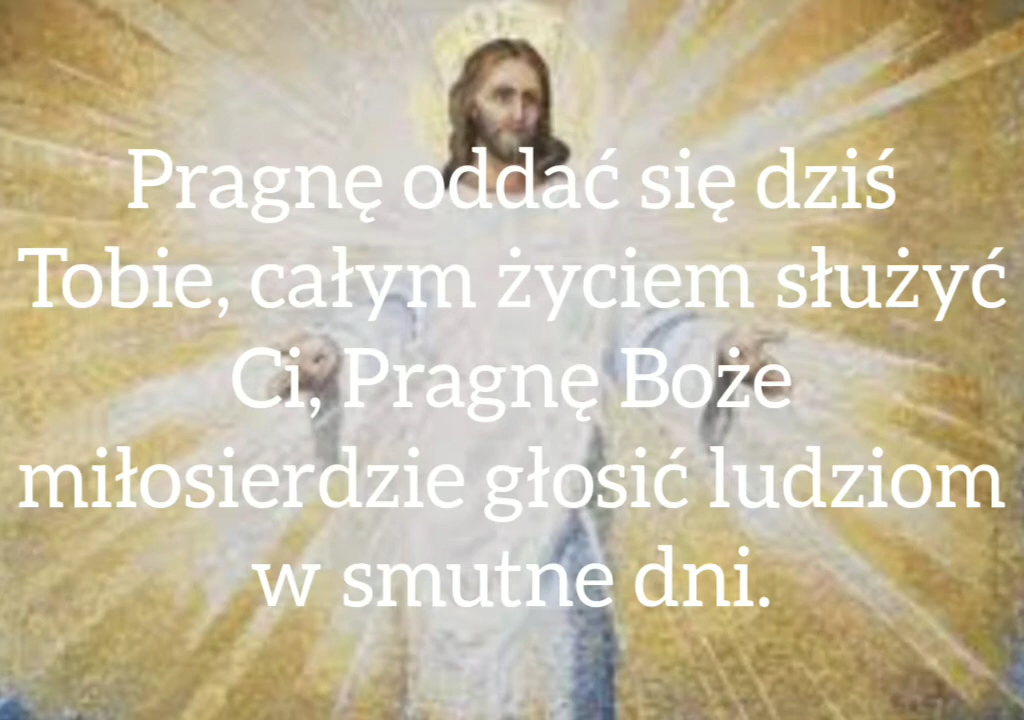 Pragnę oddać się dziś
Tobie, całym życiem służyć
Ci, Pragnę Boże
miłosierdzie głosić ludziom
w smutne dni.